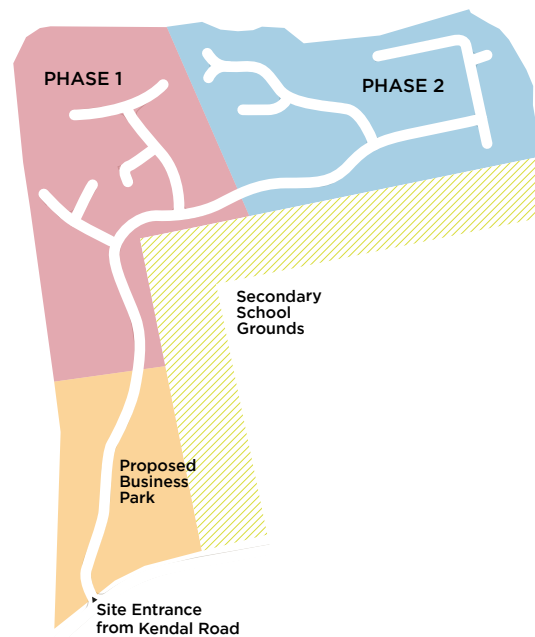 PHASE 1
PHASE 2
Secondary
School
Grounds
Proposed
Business
Park
Site Entrance
from Kendal Road